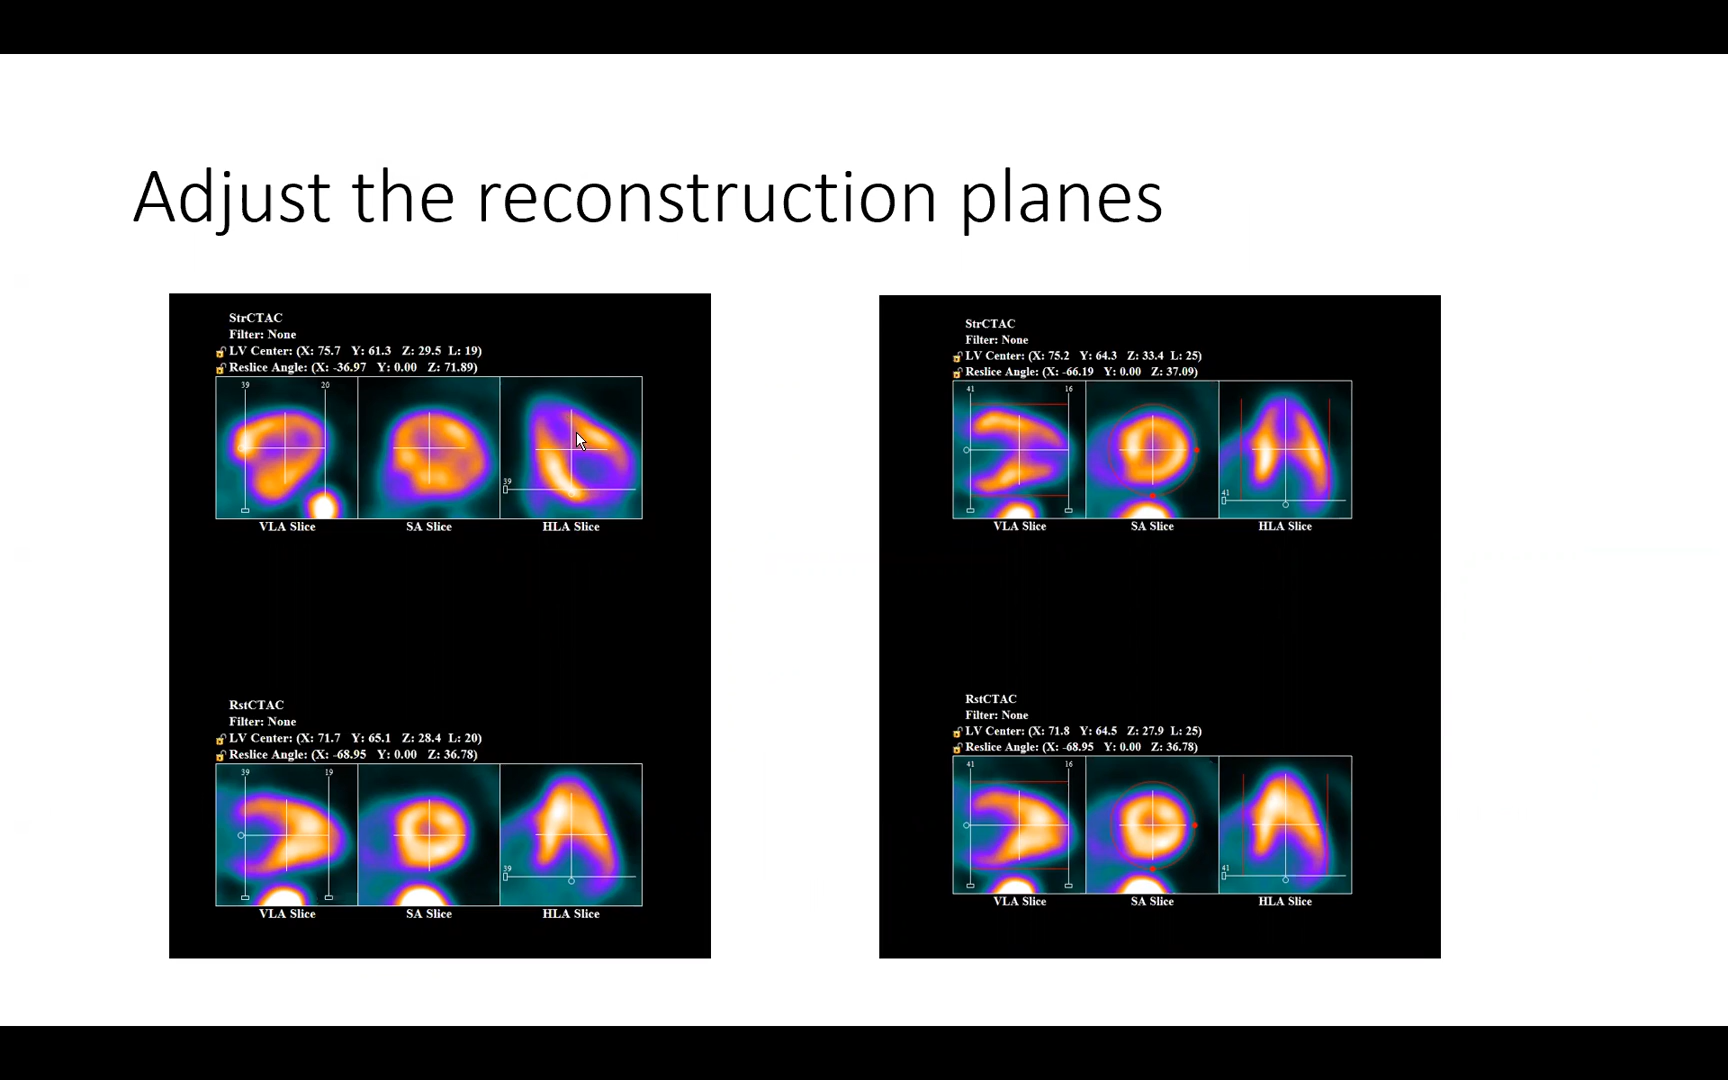 Adjust the reconstruction planes
StrCTAC
Filter: None
LV Center: (X: 75.7 Y: 61.3 Z: 29.5 L: 19)
Reslice Angle: (X: -36.97 Y: 0.00 Z: 71.89)
39 20
39
VLA Slice SA Slice HLA Slice
RstCTAC
Filter: None
LV Center: (X: 71.7 Y: 65.1 Z: 28.4 L: 20)
Reslice Angle: (X: -68.95 Y: 0.00 Z: 36.78)
39 19
39
VLA Slice SA Slice HLA Slice
StrCTAC
Filter: None
LV Center: (X: 75.2 Y: 64.3 Z: 33.4 L: 25)
Reslice Angle: (X: -66.19 Y: 0.00 Z: 37.09)
41 16
41
VLA Slice SA Slice HLA Slice
RstCTAC
Filter: None
LV Center: (X: 71.8 Y: 64.5 Z: 27.9 L: 25)
Reslice Angle: (X: -68.95 Y: 0.00 Z: 36.78)
41 16
41
VLA Slice SA Slice HLA Slice